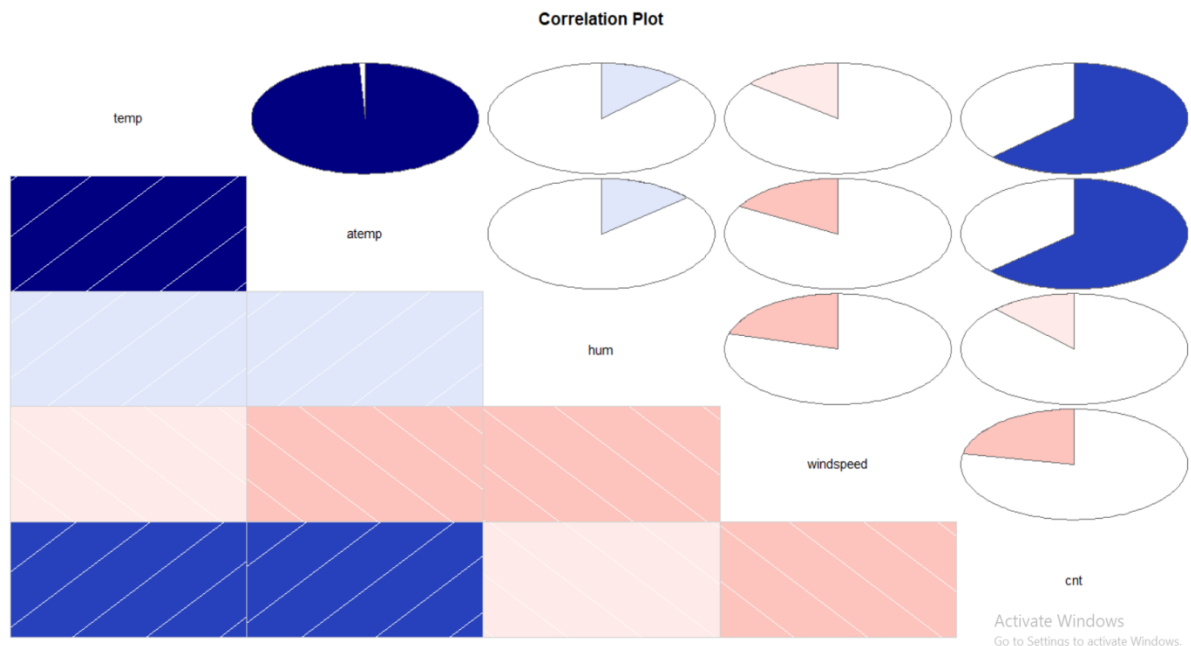 Correlation Plot
temp
atemp
hum
windspeed
cnt
Activate Windows
Go to Settings to activate Windows.